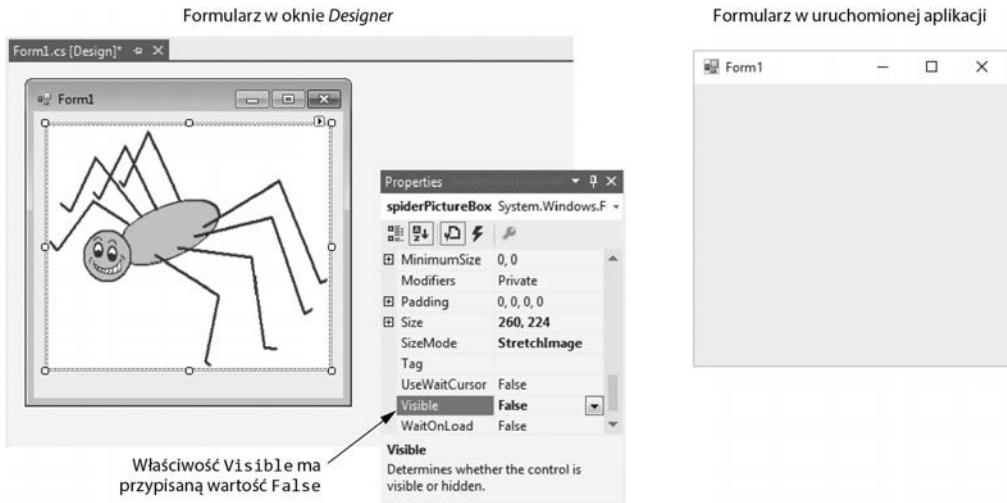 Formularz w oknie Designer
Formularz w uruchomionej aplikacji
Form1.cs [Design]*
Form1
Form1
Properties
spiderPictureBox System.Windows.F
MinimumSize 0, 0
Modifiers Private
Padding 0, 0, 0, 0
Size 260, 224
SizeMode StretchImage
Tag
UseWaitCursor False
Visible False
WaitOnLoad False
Visible
Determines whether the control is
visible or hidden.
Właściwość Visible ma
przypisaną wartość False